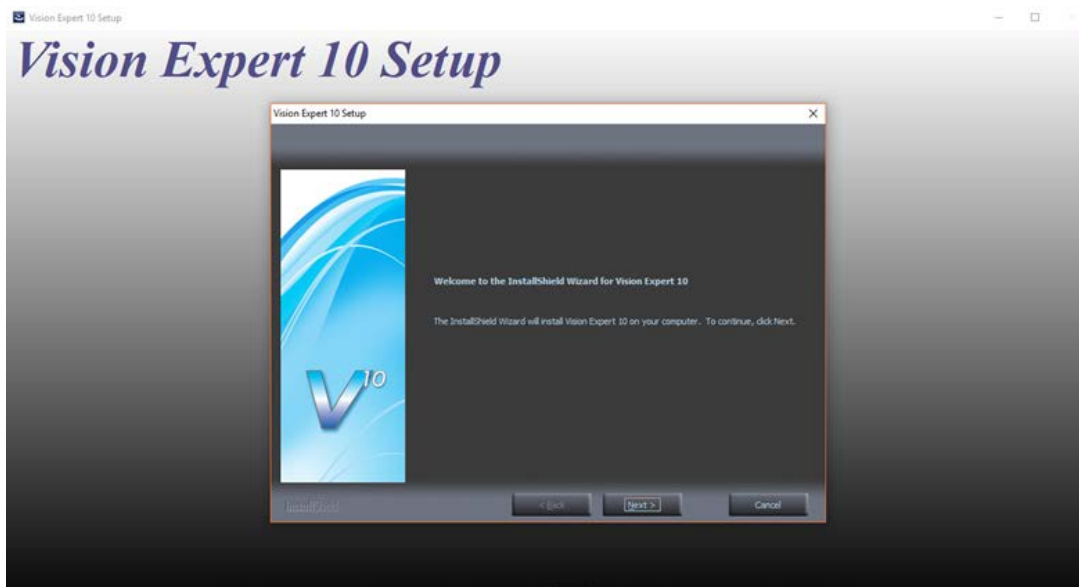 Vision Expert 10 Setup
Vision Expert 10 Setup
Vision Expert 10 Setup
Welcome to the InstallShield Wizard for Vision Expert 10
The InstallShield Wizard will install Vision Expert 10 on your computer. To continue, click Next.
V10
InstallShield
< Back
Next >
Cancel